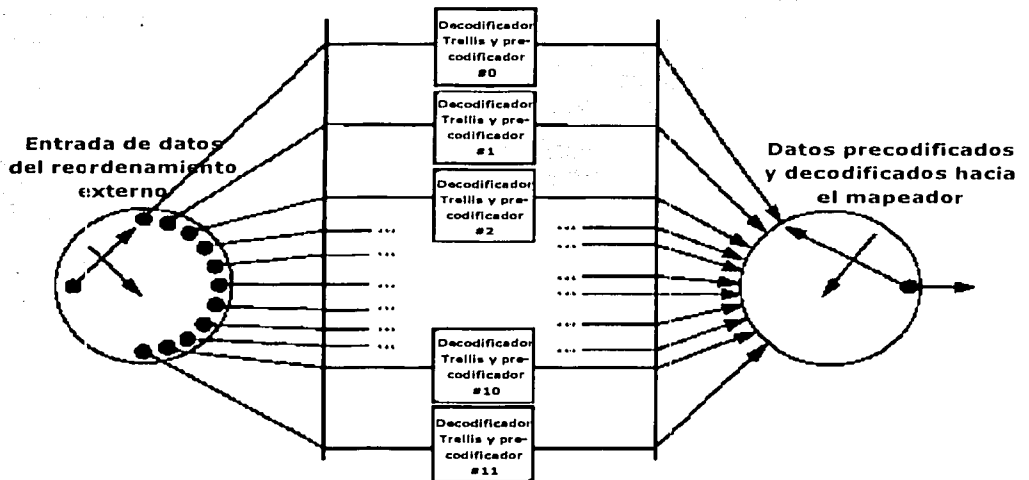 Decodificador
Trellis y pre-
codificador
#0
Decodificador
Trellis y pre-
codificador
#1
Entrada de datos
del reordenamiento
externo
Datos precodificados
y decodificados hacia
el mapeador
Decodificador
Trellis y pre-
codificador
#2
Decodificador
Trellis y pre-
codificador
#10
Decodificador
Trellis y pre-
codificador
#11